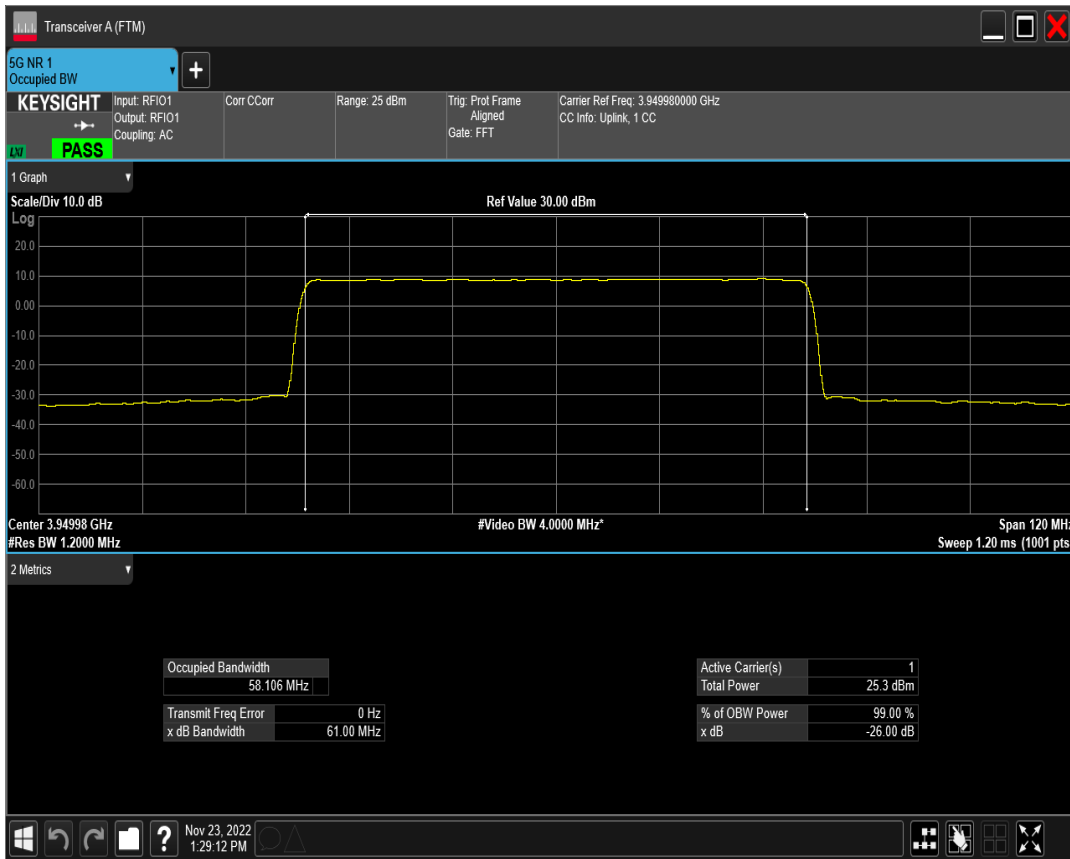 Transceiver A (FTM)
5G NR 1
Occupied BW
+
KEYSIGHT
LXI
PASS
Input: RFIO1
Output: RFIO1
Coupling: AC
Corr CCorr
Range: 25 dBm
Trig: Prot Frame
Aligned
Gate: FFT
Carrier Ref Freq: 3.949980000 GHz
CC Info: Uplink, 1 CC
1 Graph
Scale/Div 10.0 dB
Ref Value 30.00 dBm
Log
20.0
10.0
0.00
-10.0
-20.0
-30.0
-40.0
-50.0
-60.0
Center 3.94998 GHz
#Video BW 4.0000 MHz*
Span 120 MHz
#Res BW 1.2000 MHz
Sweep 1.20 ms (1001 pts
2 Metrics
Occupied Bandwidth
58.106 MHz
Transmit Freq Error 0 Hz
x dB Bandwidth 61.00 MHz
Active Carrier(s) 1
Total Power 25.3 dBm
% of OBW Power 99.00 %
x dB -26.00 dB
?
Nov 23, 2022
1:29:12 PM